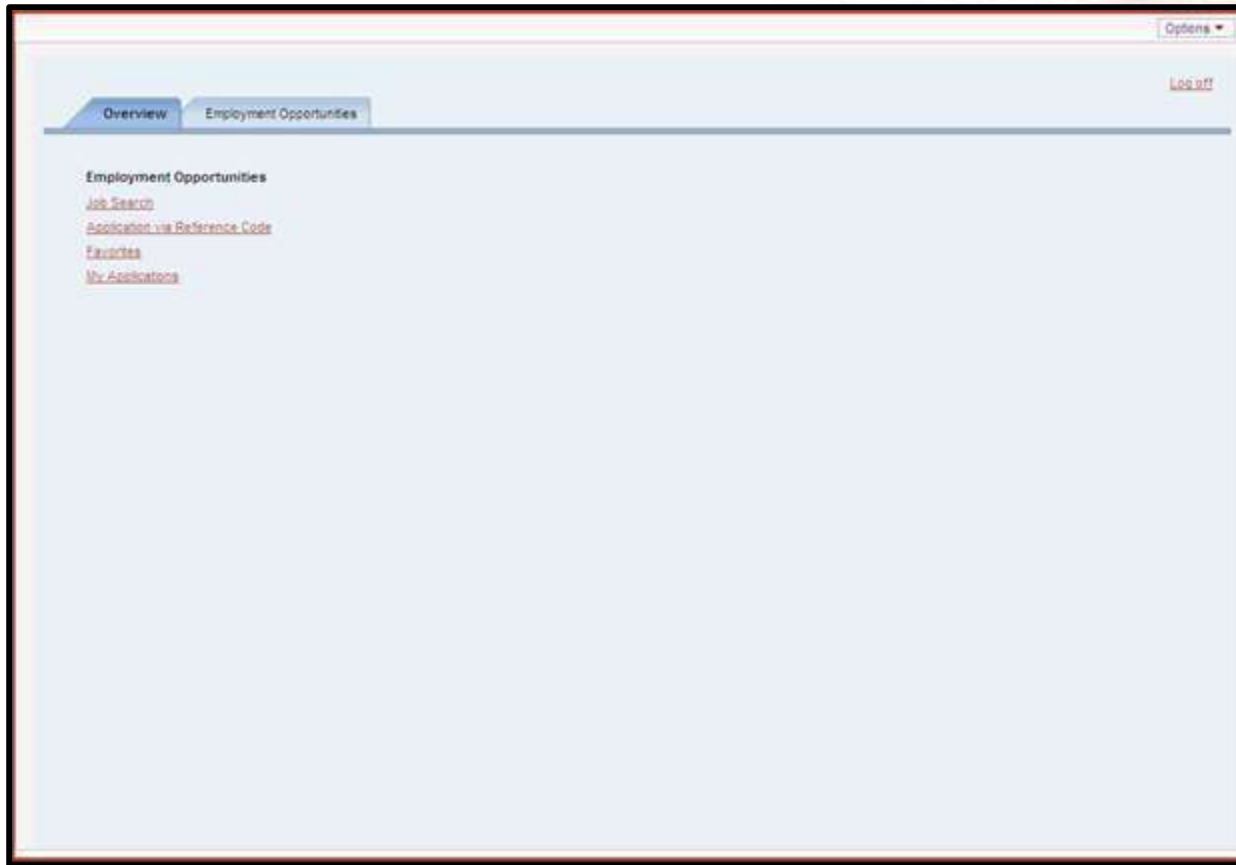 Options
Log off
Overview Employment Opportunities
Employment Opportunities
Job Search
Application via Reference Code
Favorites
My Applications